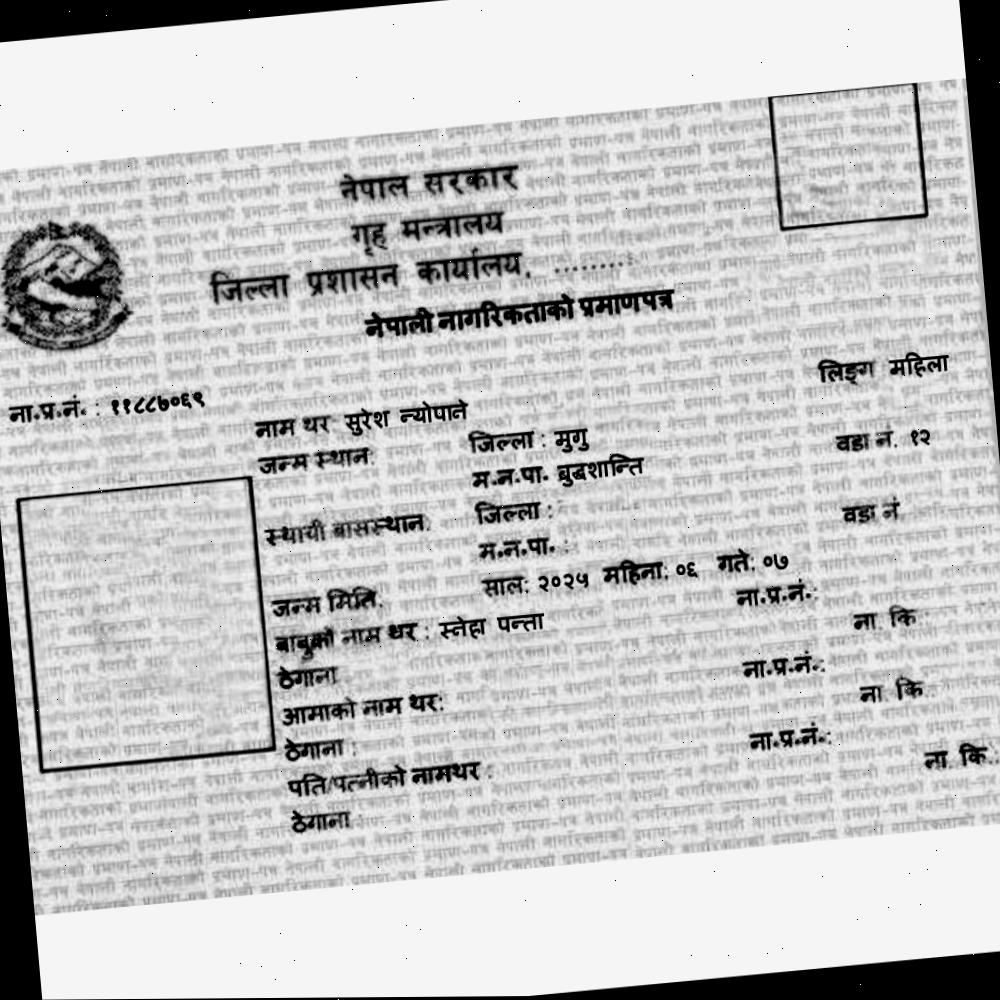 नेपाल सरकार
गृह मन्त्रालय
जिल्ला प्रशासन कार्यालय, .........
नेपाली नागरिकताको प्रमाणपत्र
लिङ्ग महिला
ना.प्र.नं. : ११८८७०६९
नाम थर सुरेश न्योपाने
जन्म स्थान: जिल्ला : मुगु वडा नं. १२
म.न.पा. बुद्धशान्ति
स्थायी बासस्थान: जिल्ला : वडा नं
म.न.पा. :
जन्म मिति: साल: २०२५ महिना: ०६ गते: ०७
बाबुको नाम थर : स्नेहा पन्ता ना.प्र.नं.:
ठेगाना ना. कि.:
आमाको नाम थर: ना.प्र.नं.:
ठेगाना : ना. कि.:
पति/पत्नीको नामथर : ना.प्र.नं.:
ठेगाना : ना. कि.: